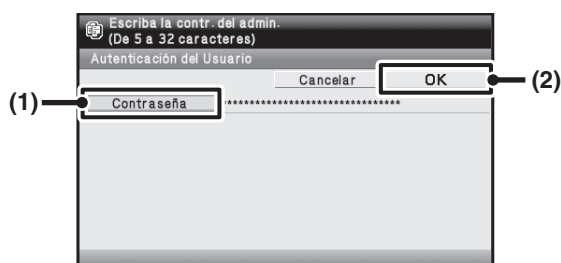 Escriba la contr. del admin.
(De 5 a 32 caracteres)
Autenticación del Usuario
Cancelar OK (2)
(1) Contraseña ********************************